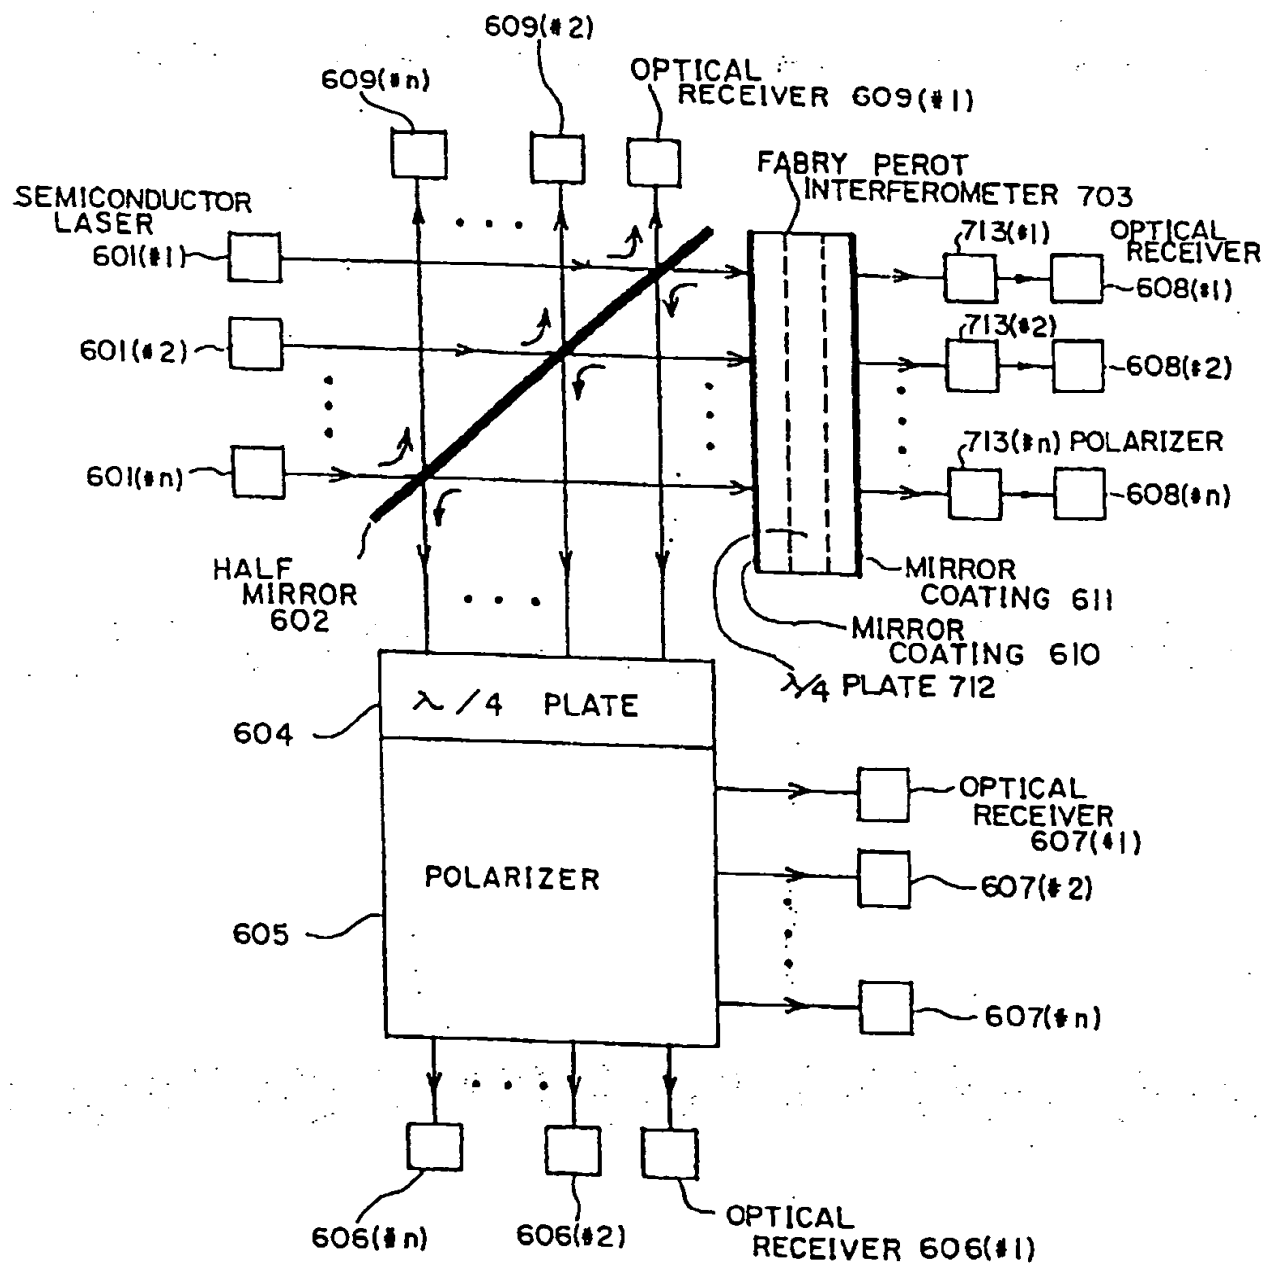 609(#2)
609(#n)
OPTICAL
RECEIVER 609(#1)
FABRY PEROT
INTERFEROMETER 703
SEMICONDUCTOR
LASER
601(#1)
713(#1)
OPTICAL
RECEIVER
608(#1)
601(#2)
713(#2)
608(#2)
601(#n)
713(#n) POLARIZER
608(#n)
HALF
MIRROR
602
MIRROR
COATING 611
MIRROR
COATING 610
λ/4 PLATE 712
λ/4 PLATE
604
OPTICAL
RECEIVER
607(#1)
POLARIZER
607(#2)
605
607(#n)
606(#n)
606(#2)
OPTICAL
RECEIVER 606(#1)